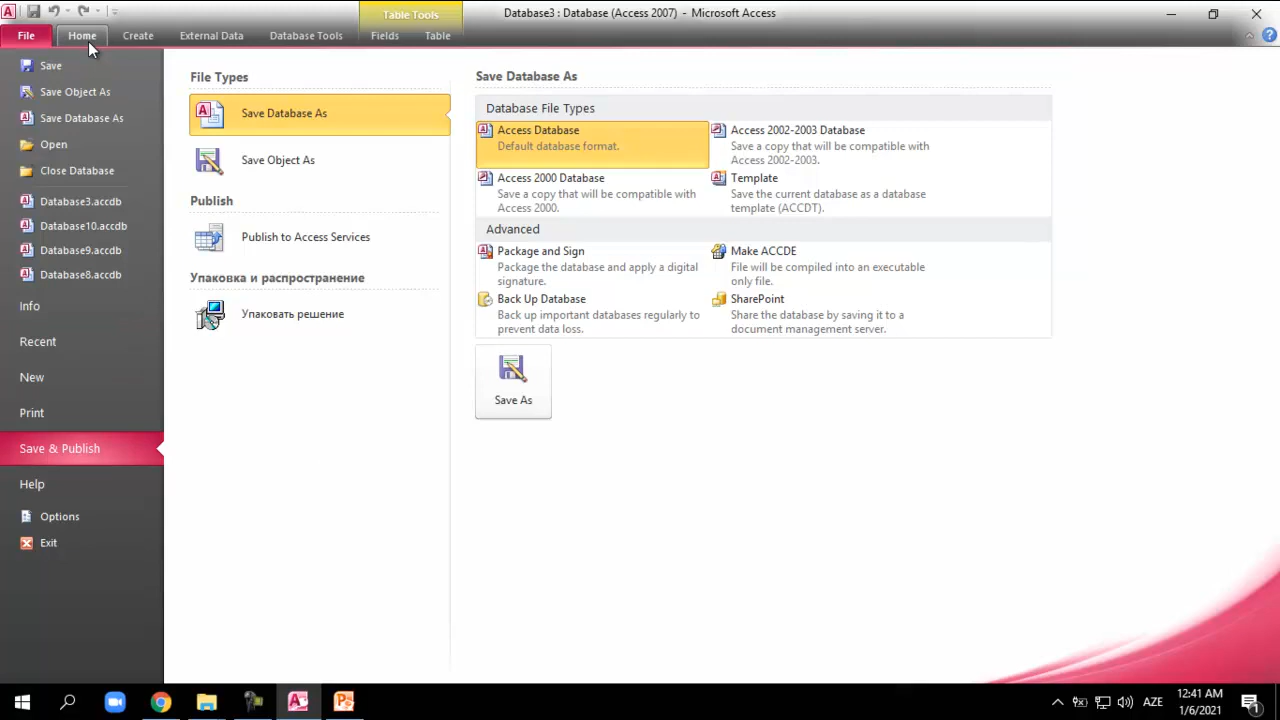 Table Tools
Database3 : Database (Access 2007) - Microsoft Access
File
Home
Create
External Data
Database Tools
Fields
Table
Save
Save Object As
Save Database As
Open
Close Database
Database3.accdb
Database10.accdb
Database9.accdb
Database8.accdb
Info
Recent
New
Print
Save & Publish
Help
Options
Exit
File Types
Save Database As
Save Object As
Publish
Publish to Access Services
Упаковка и распространение
Упаковать решение
Save Database As
Database File Types
Access Database
Default database format.
Access 2002-2003 Database
Save a copy that will be compatible with
Access 2002-2003.
Access 2000 Database
Save a copy that will be compatible with
Access 2000.
Template
Save the current database as a database
template (ACCDT).
Advanced
Package and Sign
Package the database and apply a digital
signature.
Make ACCDE
File will be compiled into an executable
only file.
Back Up Database
Back up important databases regularly to
prevent data loss.
SharePoint
Share the database by saving it to a
document management server.
Save As
AZE
12:41 AM
1/6/2021
1